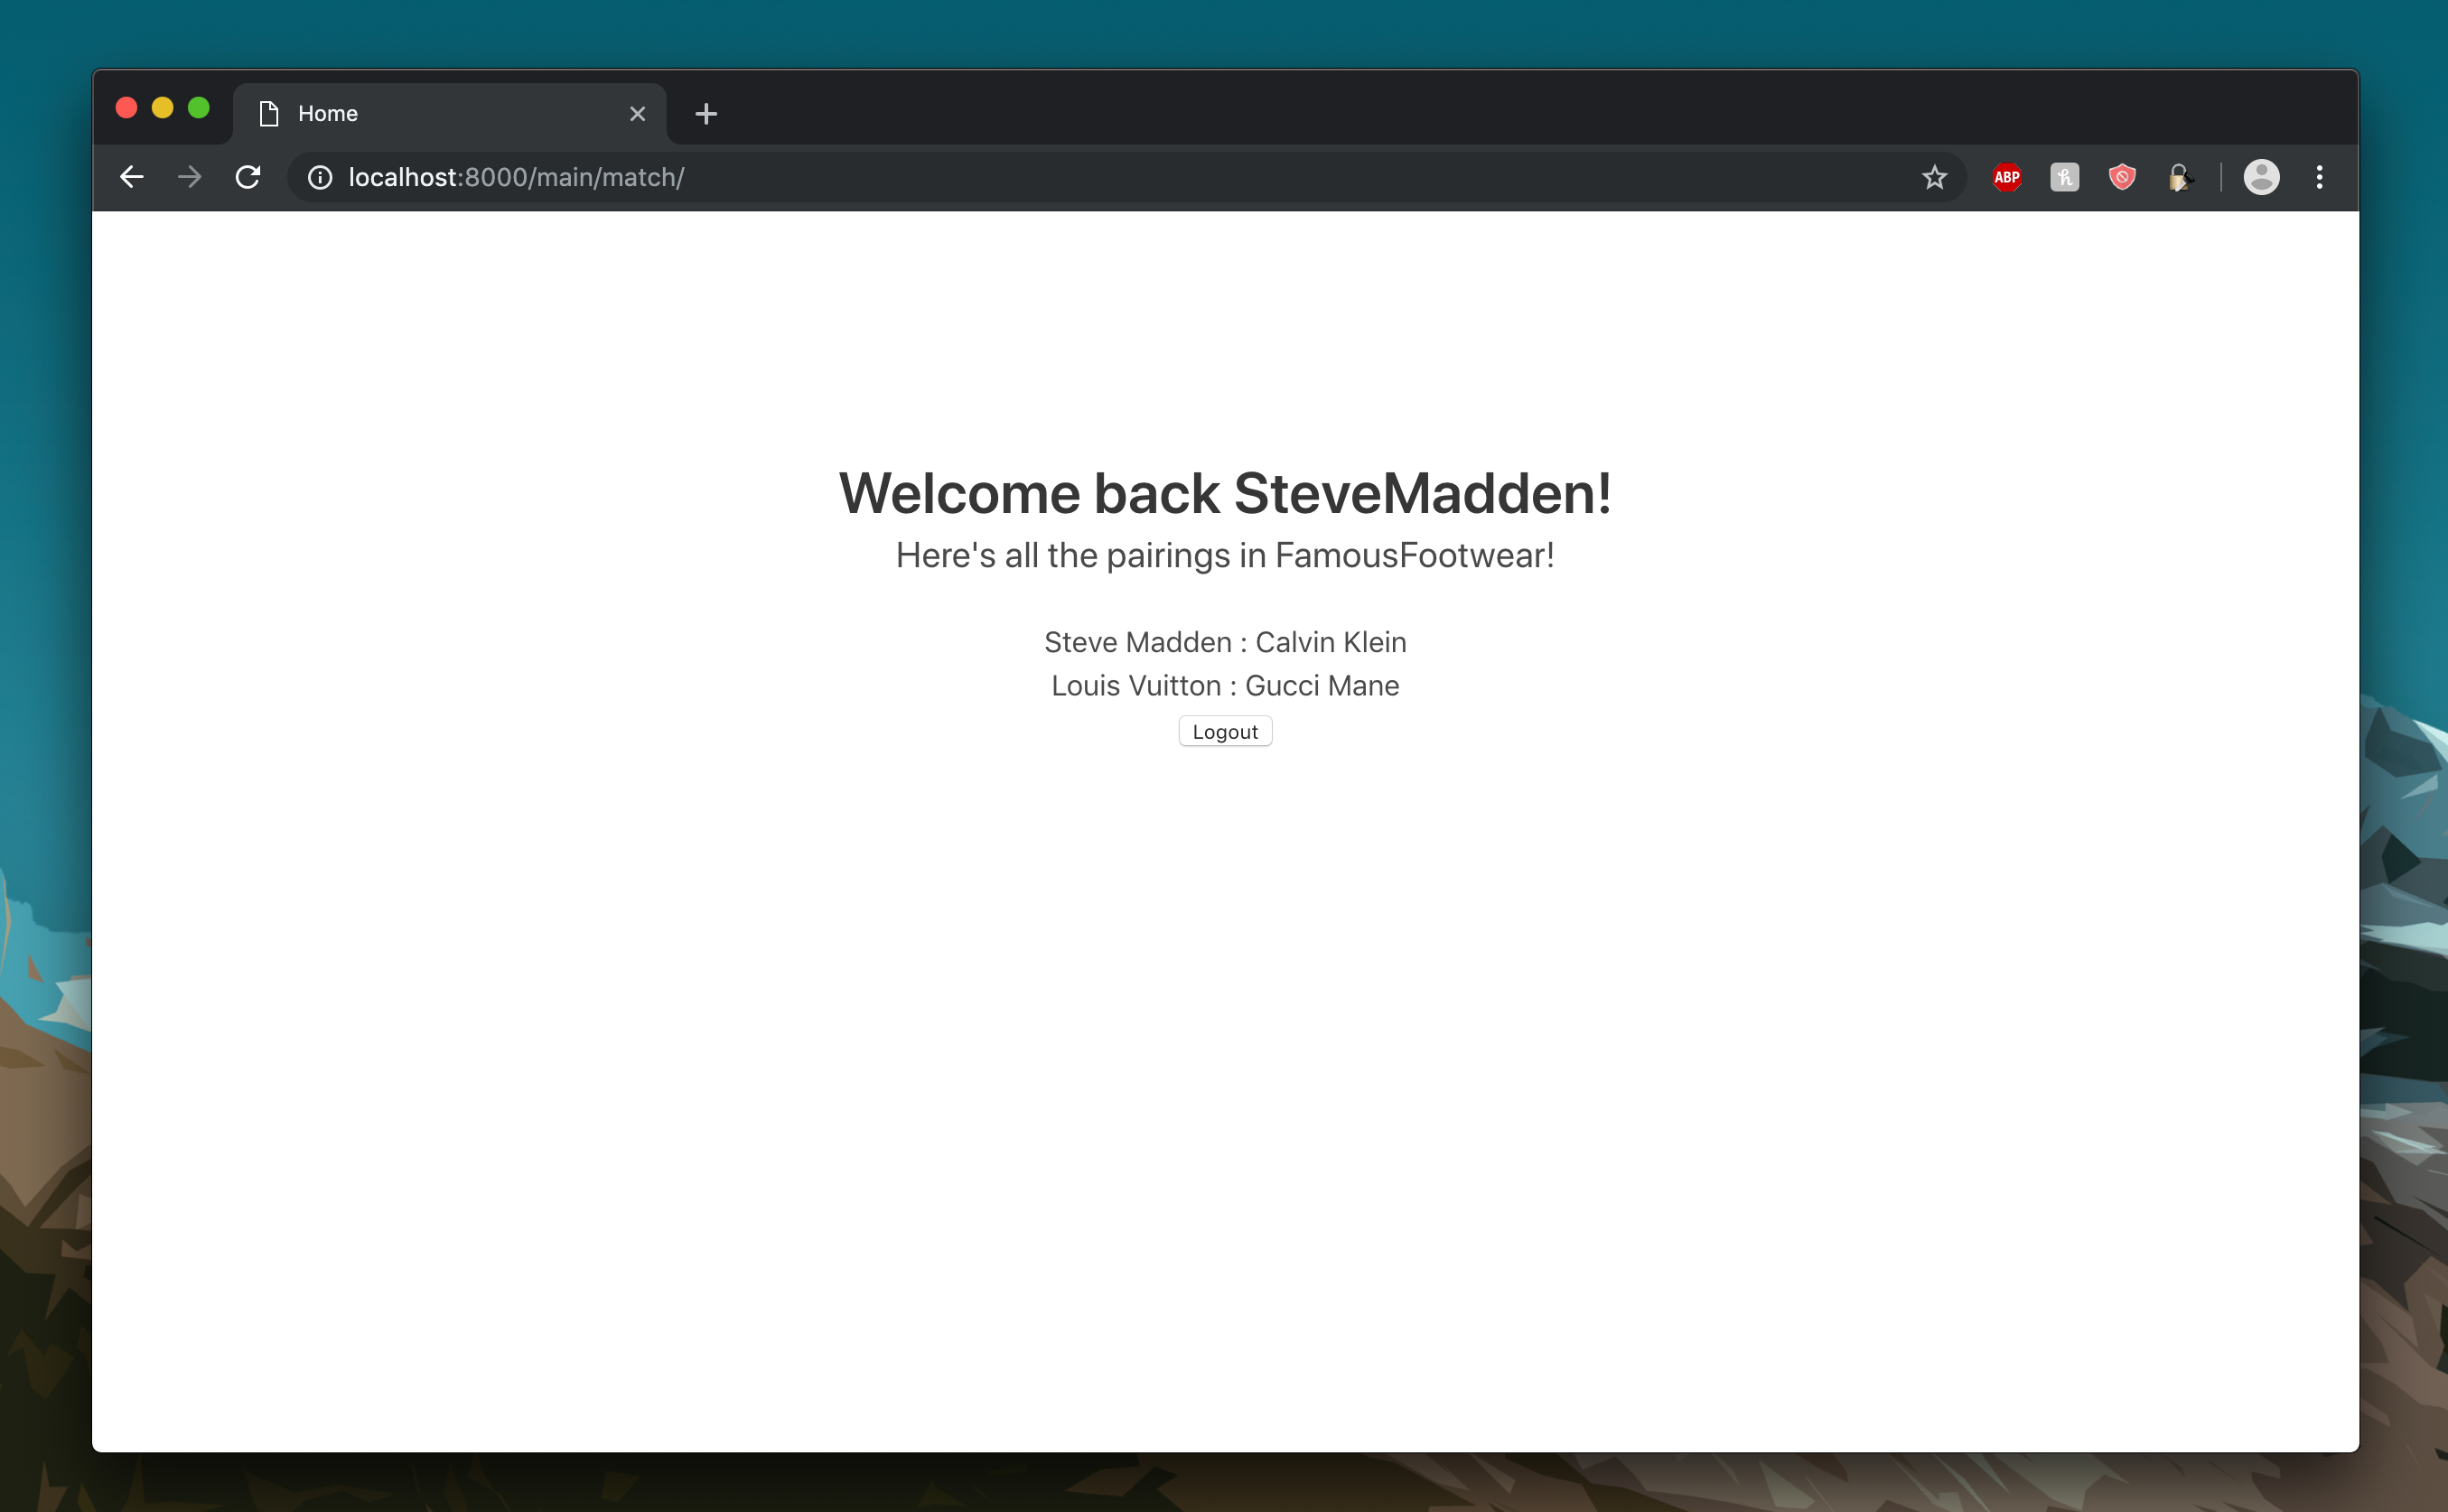 Home
localhost:8000/main/match/
ABP
Welcome back SteveMadden!
Here's all the pairings in FamousFootwear!
Steve Madden : Calvin Klein
Louis Vuitton : Gucci Mane
Logout